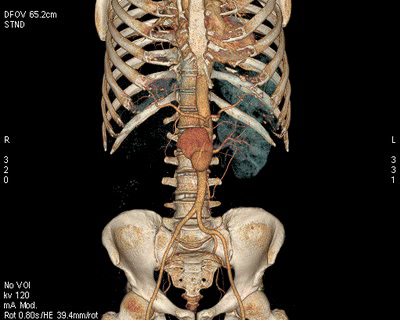 DFOV 65.2cm
STND
R
3
2
0
L
3
3
1
No VOI
kv 120
mA Mod.
Rot 0.80s/HE 39.4mm/rot